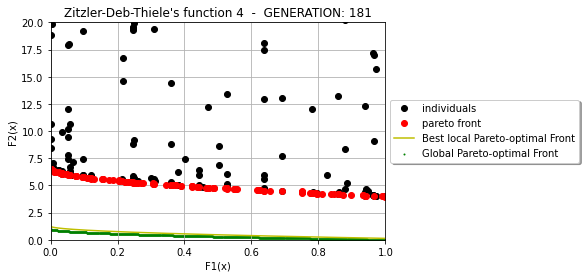 Zitzler-Deb-Thiele's function 4  -  GENERATION: 181
20.0
17.5
15.0
12.5
10.0
7.5
5.0
2.5
0.0
F2(x)
0.0 0.2 0.4 0.6 0.8 1.0
F1(x)
individuals
pareto front
Best local Pareto-optimal Front
Global Pareto-optimal Front